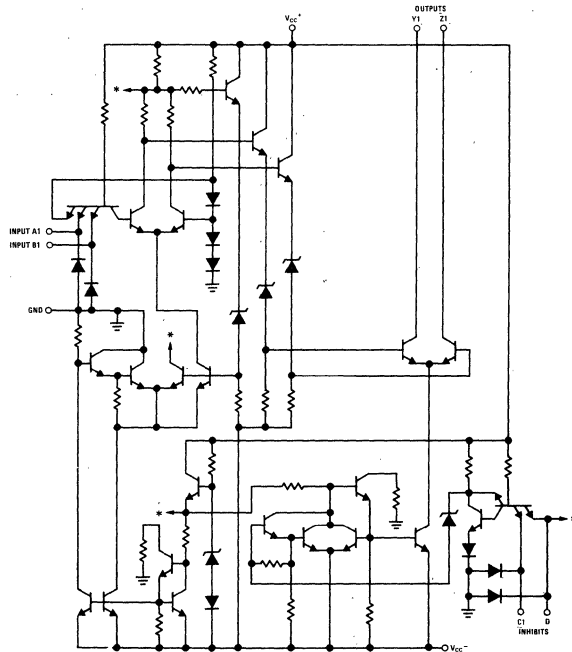 OUTPUTS
VCC+ Y1 Z1
*
INPUT A1
INPUT B1
GND
*
*
C1 D
INHIBITS
VCC−